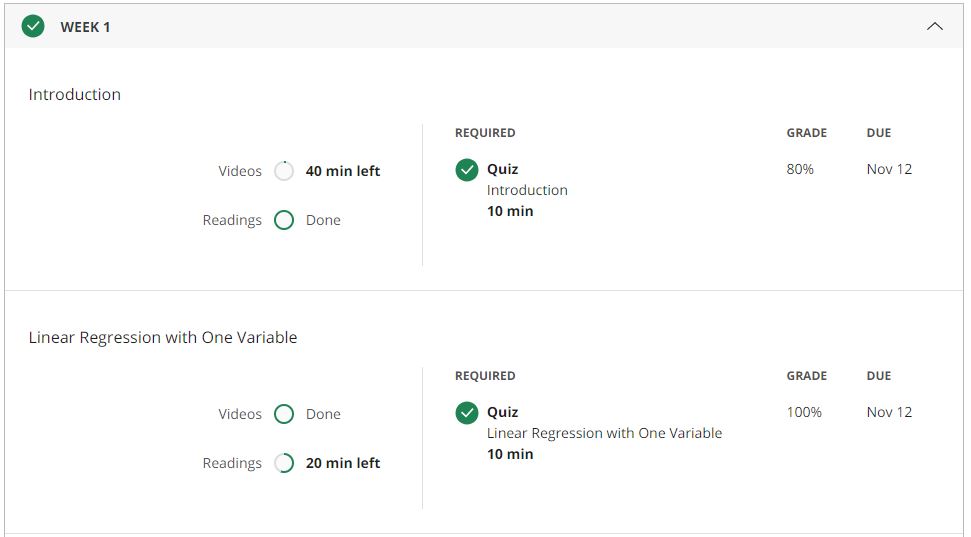 WEEK 1
Introduction
Videos 40 min left
Readings Done
REQUIRED GRADE DUE
Quiz 80% Nov 12
Introduction
10 min
Linear Regression with One Variable
Videos Done
Readings 20 min left
REQUIRED GRADE DUE
Quiz 100% Nov 12
Linear Regression with One Variable
10 min